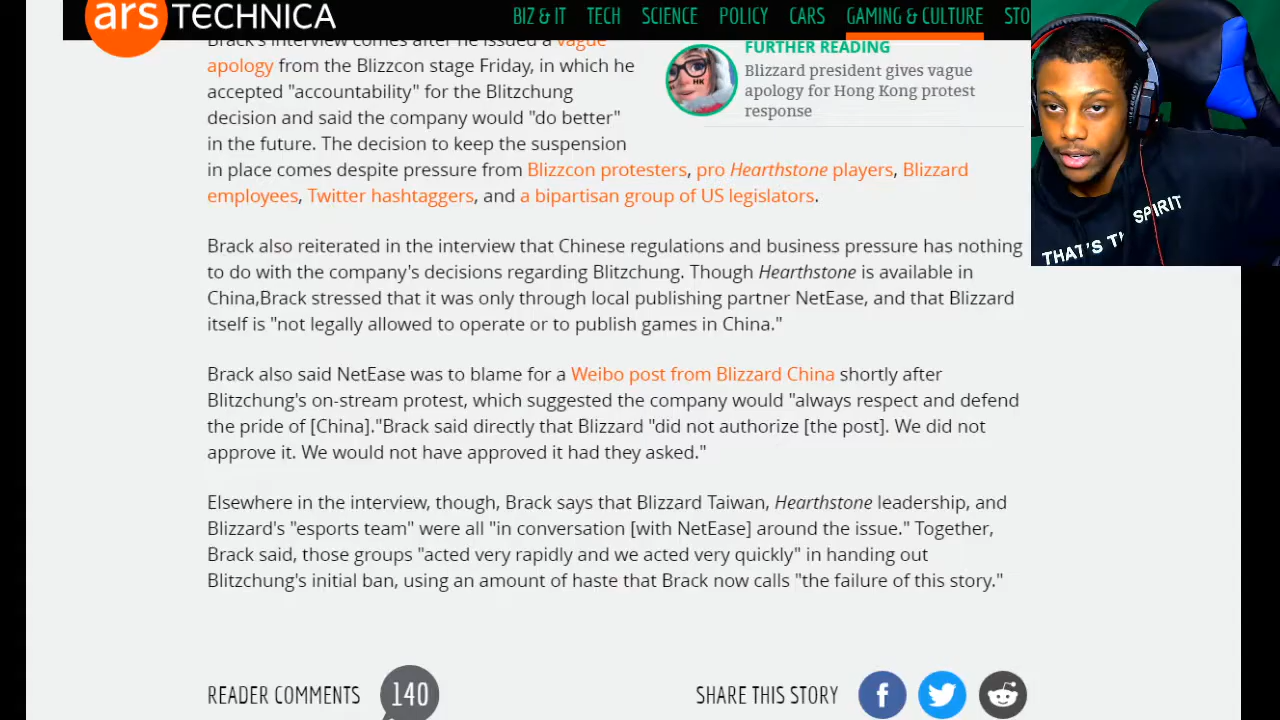 ars TECHNICA
BIZ & IT TECH SCIENCE POLICY CARS GAMING & CULTURE STO
Brack's interview comes after he issued a vague
apology from the Blizzcon stage Friday, in which he
accepted "accountability" for the Blitzchung
decision and said the company would "do better"
in the future. The decision to keep the suspension
in place comes despite pressure from Blizzcon protesters, pro Hearthstone players, Blizzard
employees, Twitter hashtaggers, and a bipartisan group of US legislators.
FURTHER READING
Blizzard president gives vague
apology for Hong Kong protest
response
HK
THAT'S SPIRIT
Brack also reiterated in the interview that Chinese regulations and business pressure has nothing
to do with the company's decisions regarding Blitzchung. Though Hearthstone is available in
China,Brack stressed that it was only through local publishing partner NetEase, and that Blizzard
itself is "not legally allowed to operate or to publish games in China."
Brack also said NetEase was to blame for a Weibo post from Blizzard China shortly after
Blitzchung's on-stream protest, which suggested the company would "always respect and defend
the pride of [China]."Brack said directly that Blizzard "did not authorize [the post]. We did not
approve it. We would not have approved it had they asked."
Elsewhere in the interview, though, Brack says that Blizzard Taiwan, Hearthstone leadership, and
Blizzard's "esports team" were all "in conversation [with NetEase] around the issue." Together,
Brack said, those groups "acted very rapidly and we acted very quickly" in handing out
Blitzchung's initial ban, using an amount of haste that Brack now calls "the failure of this story."
READER COMMENTS 140
SHARE THIS STORY